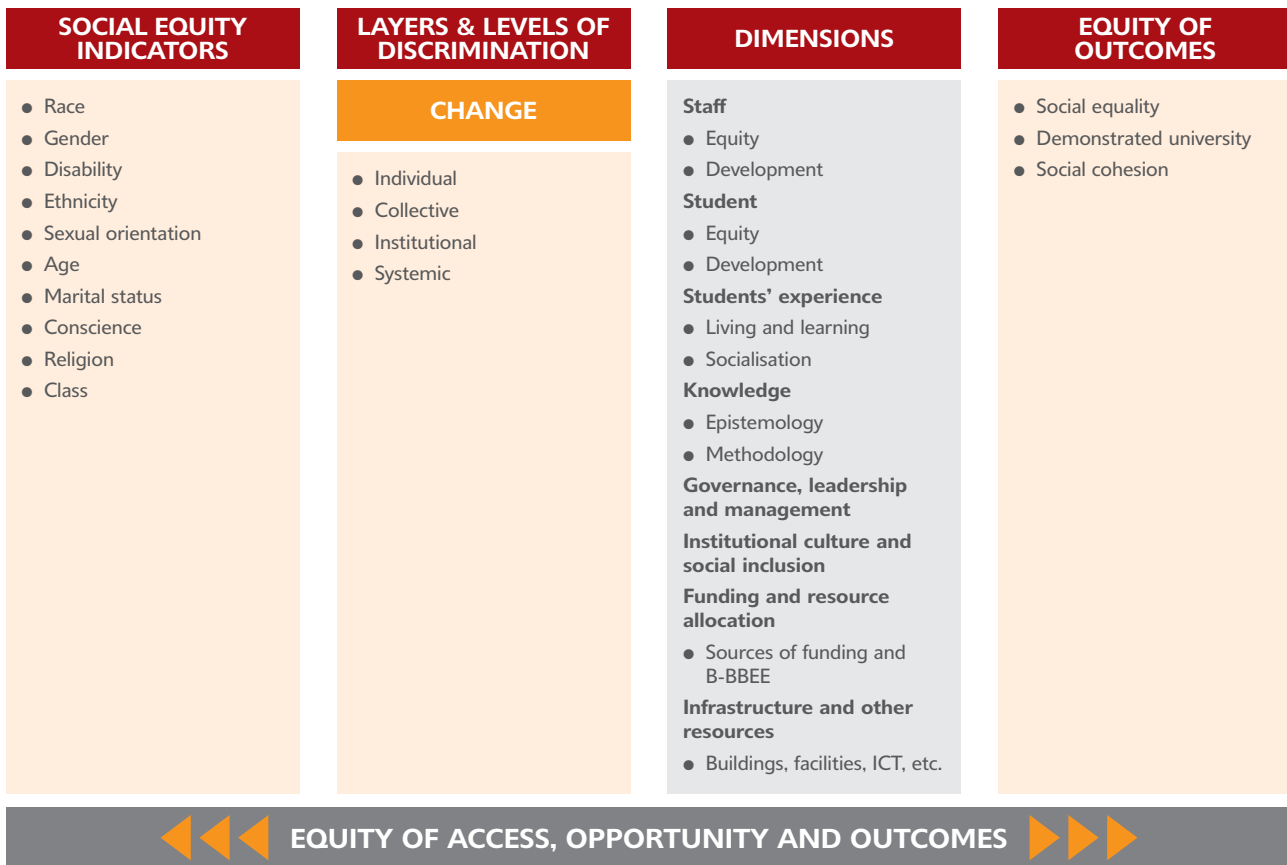 SOCIAL EQUITY
INDICATORS
● Race
● Gender
● Disability
● Ethnicity
● Sexual orientation
● Age
● Marital status
● Conscience
● Religion
● Class
LAYERS & LEVELS OF
DISCRIMINATION
CHANGE
● Individual
● Collective
● Institutional
● Systemic
DIMENSIONS
Staff
● Equity
● Development
Student
● Equity
● Development
Students’ experience
● Living and learning
● Socialisation
Knowledge
● Epistemology
● Methodology
Governance, leadership
and management
Institutional culture and
social inclusion
Funding and resource
allocation
● Sources of funding and
B-BBEE
Infrastructure and other
resources
● Buildings, facilities, ICT, etc.
EQUITY OF
OUTCOMES
● Social equality
● Demonstrated university
● Social cohesion
EQUITY OF ACCESS, OPPORTUNITY AND OUTCOMES